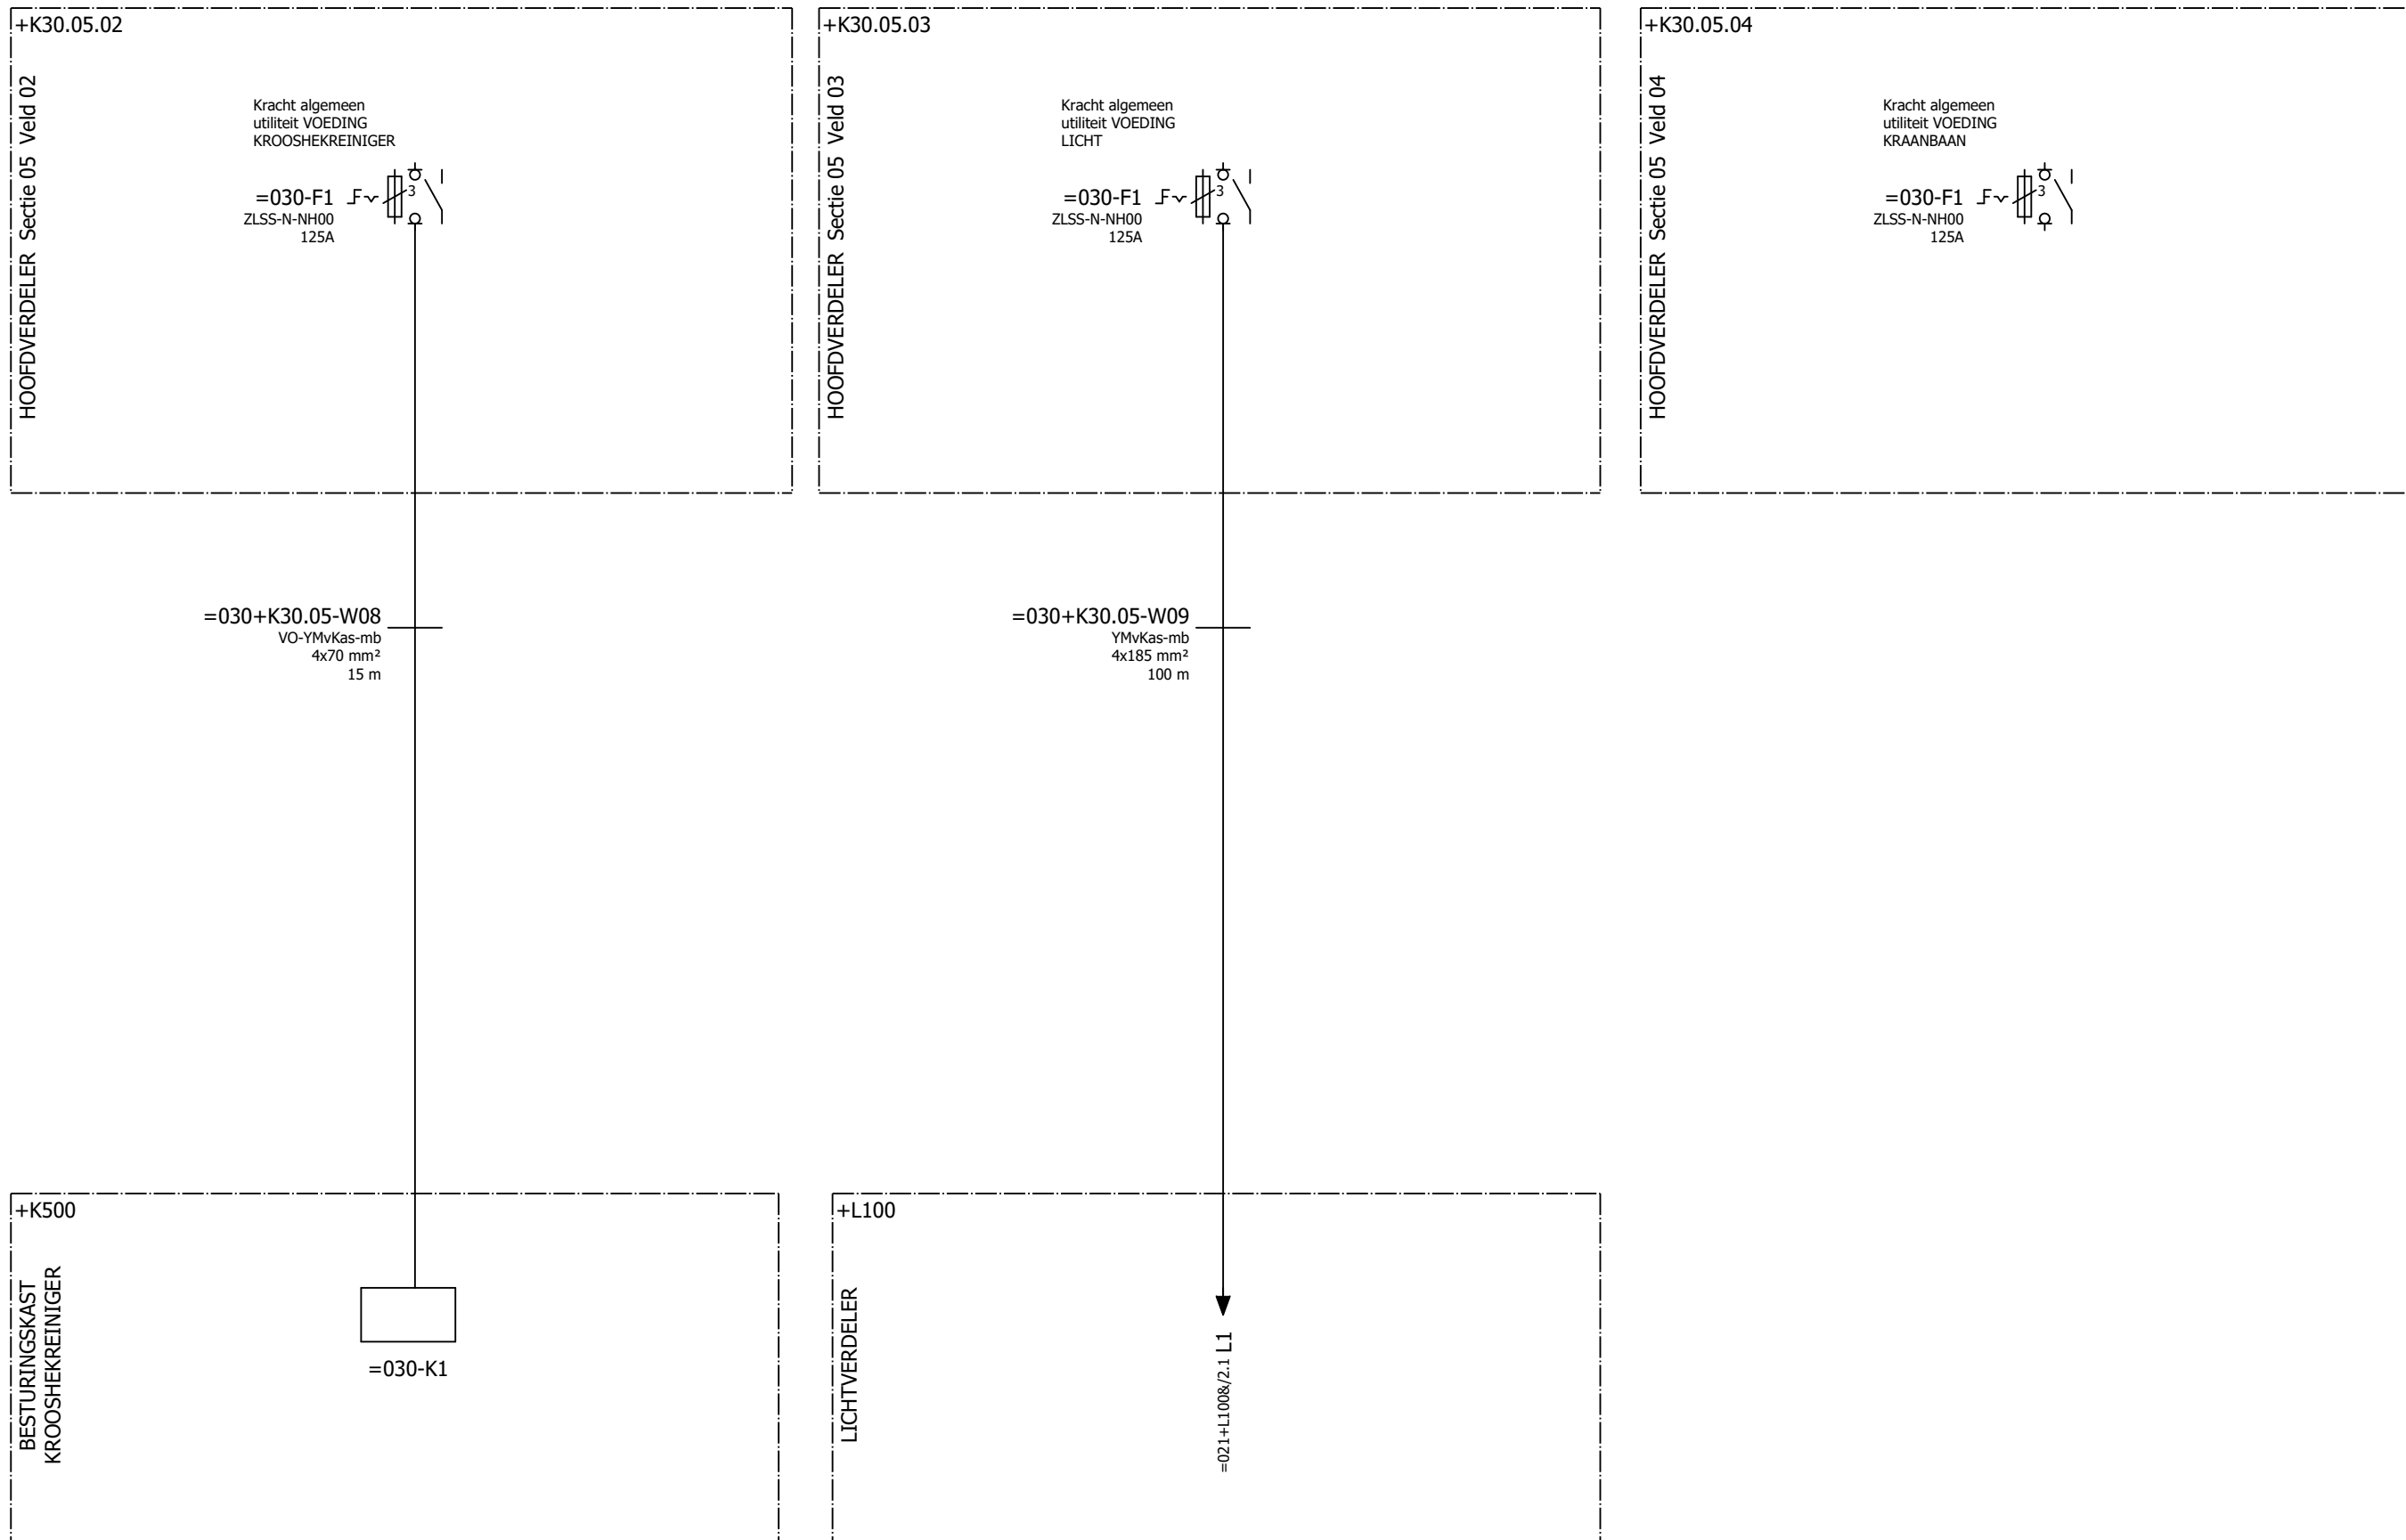 +K30.05.02
HOOFDVERDELER Sectie 05 Veld 02
Kracht algemeen
utiliteit VOEDING
KROOSHEKREINIGER
=030-F1
ZLSS-N-NH00
125A
3
+K30.05.03
HOOFDVERDELER Sectie 05 Veld 03
Kracht algemeen
utiliteit VOEDING
LICHT
=030-F1
ZLSS-N-NH00
125A
3
+K30.05.04
HOOFDVERDELER Sectie 05 Veld 04
Kracht algemeen
utiliteit VOEDING
KRAANBAAN
=030-F1
ZLSS-N-NH00
125A
3
=030+K30.05-W08
VO-YMvKas-mb
4x70 mm²
15 m
=030+K30.05-W09
YMvKas-mb
4x185 mm²
100 m
+K500
BESTURINGSKAST
KROOSHEKREINIGER
=030-K1
+L100
LICHTVERDELER
=021+L100&/2.1 L1